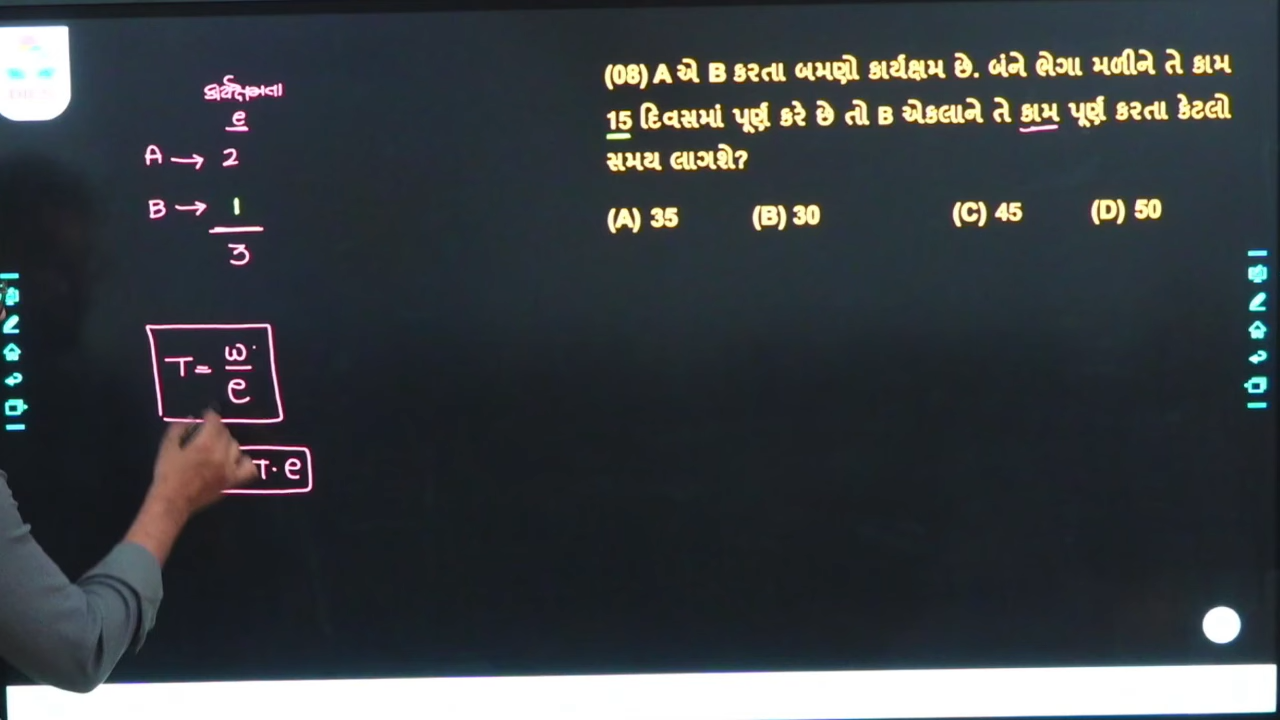 કાર્યક્ષમતા
e
A → 2
B → 1
3
T = w/e
T·e
(08) A એ B કરતા બમણો કાર્યક્ષમ છે. બંને ભેગા મળીને તે કામ
15 દિવસમાં પૂર્ણ કરે છે તો B એકલાને તે કામ પૂર્ણ કરતા કેટલો
સમય લાગશે?
(A) 35 (B) 30 (C) 45 (D) 50